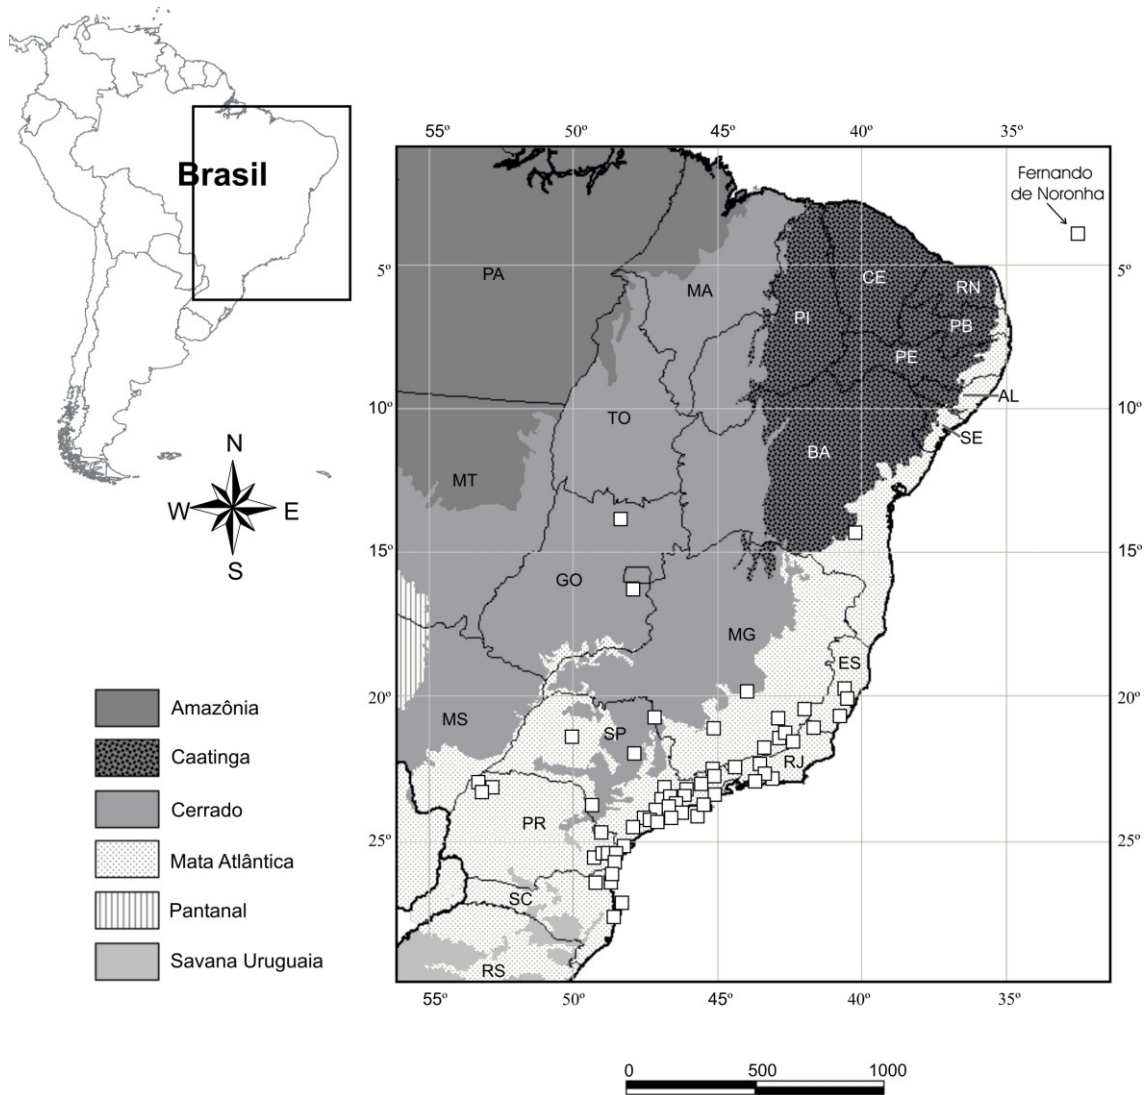 Brasil
N
W
E
S
Amazônia
Caatinga
Cerrado
Mata Atlântica
Pantanal
Savana Uruguaia
55º
50º
45º
40º
35º
Fernando
de Noronha
5º
5º
PA
MA
CE
RN
PI
PB
PE
AL
10º
10º
TO
SE
BA
MT
15º
15º
GO
MG
ES
20º
20º
MS
SP
RJ
PR
25º
25º
SC
RS
55º
50º
45º
40º
35º
0
500
1000